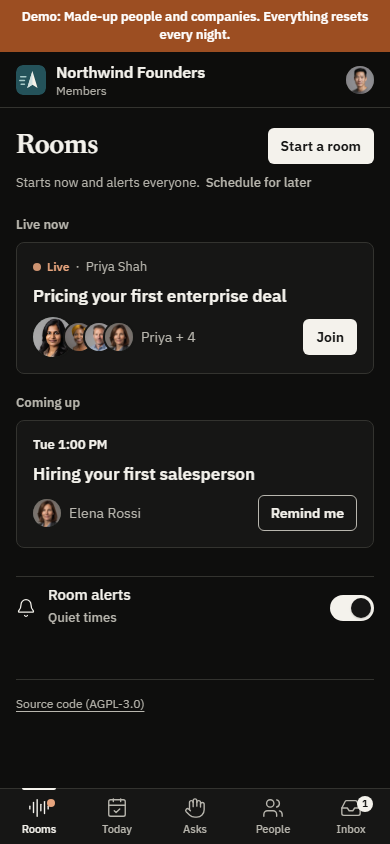 Demo: Made-up people and companies. Everything resets
every night.
Northwind Founders
Members
Rooms
Start a room
Starts now and alerts everyone. Schedule for later
Live now
Live · Priya Shah
Pricing your first enterprise deal
Priya + 4
Join
Coming up
Tue 1:00 PM
Hiring your first salesperson
Elena Rossi
Remind me
Room alerts
Quiet times
Source code (AGPL-3.0)
1
Rooms
Today
Asks
People
Inbox